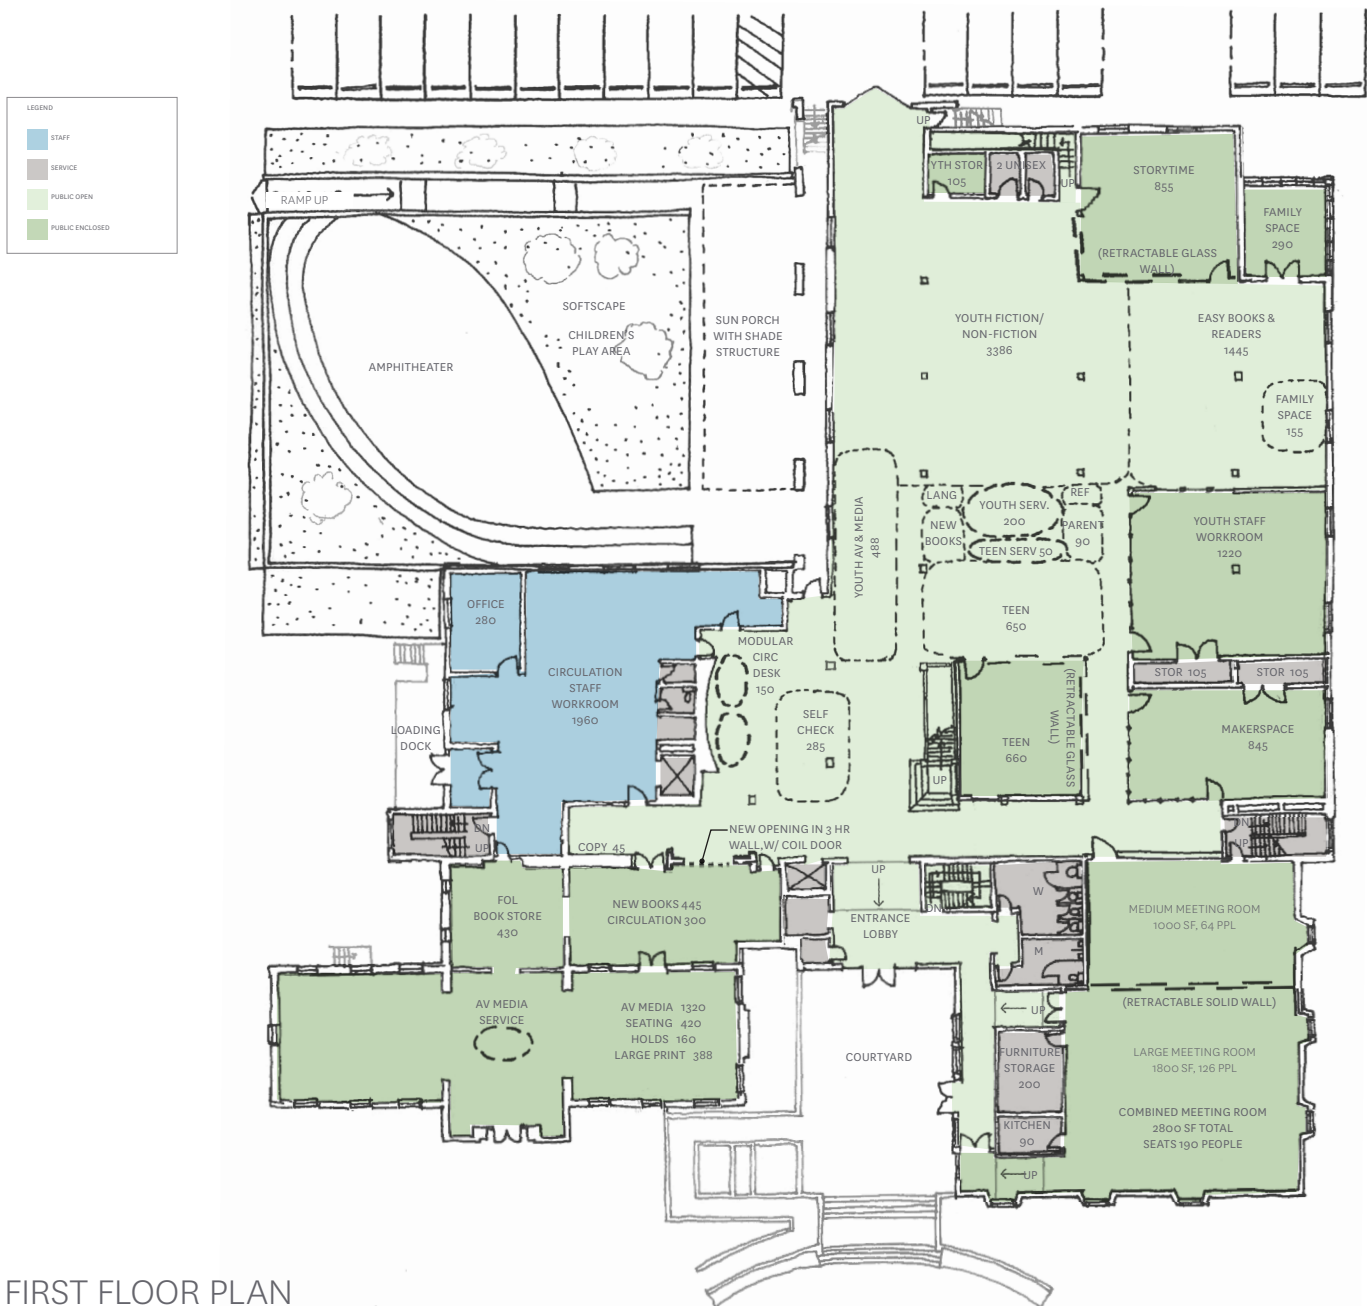 LEGEND
STAFF
SERVICE
PUBLIC OPEN
PUBLIC ENCLOSED
UP
YTH STOR
105
2 UNISEX
UP
STORYTIME
855
(RETRACTABLE GLASS
WALL)
FAMILY
SPACE
290
RAMP UP
SOFTSCAPE
CHILDREN'S
PLAY AREA
AMPHITHEATER
SUN PORCH
WITH SHADE
STRUCTURE
YOUTH FICTION/
NON-FICTION
3386
EASY BOOKS &
READERS
1445
FAMILY
SPACE
155
YOUTH AV & MEDIA
488
LANG
NEW
BOOKS
YOUTH SERV.
200
TEEN SERV 50
REF
PARENT
90
YOUTH STAFF
WORKROOM
1220
TEEN
650
OFFICE
280
CIRCULATION
STAFF
WORKROOM
1960
MODULAR
CIRC
DESK
150
SELF
CHECK
285
LOADING
DOCK
UP
TEEN
660
(RETRACTABLE GLASS
WALL)
STOR 105
STOR 105
MAKERSPACE
845
DN
UP
COPY 45
NEW OPENING IN 3 HR
WALL,W/ COIL DOOR
DN
UP
FOL
BOOK STORE
430
NEW BOOKS 445
CIRCULATION 300
UP
ENTRANCE
LOBBY
DN
W
M
MEDIUM MEETING ROOM
1000 SF, 64 PPL
(RETRACTABLE SOLID WALL)
AV MEDIA
SERVICE
AV MEDIA 1320
SEATING 420
HOLDS 160
LARGE PRINT 388
COURTYARD
UP
FURNITURE
STORAGE
200
LARGE MEETING ROOM
1800 SF, 126 PPL
COMBINED MEETING ROOM
2800 SF TOTAL
SEATS 190 PEOPLE
KITCHEN
90
UP
FIRST FLOOR PLAN